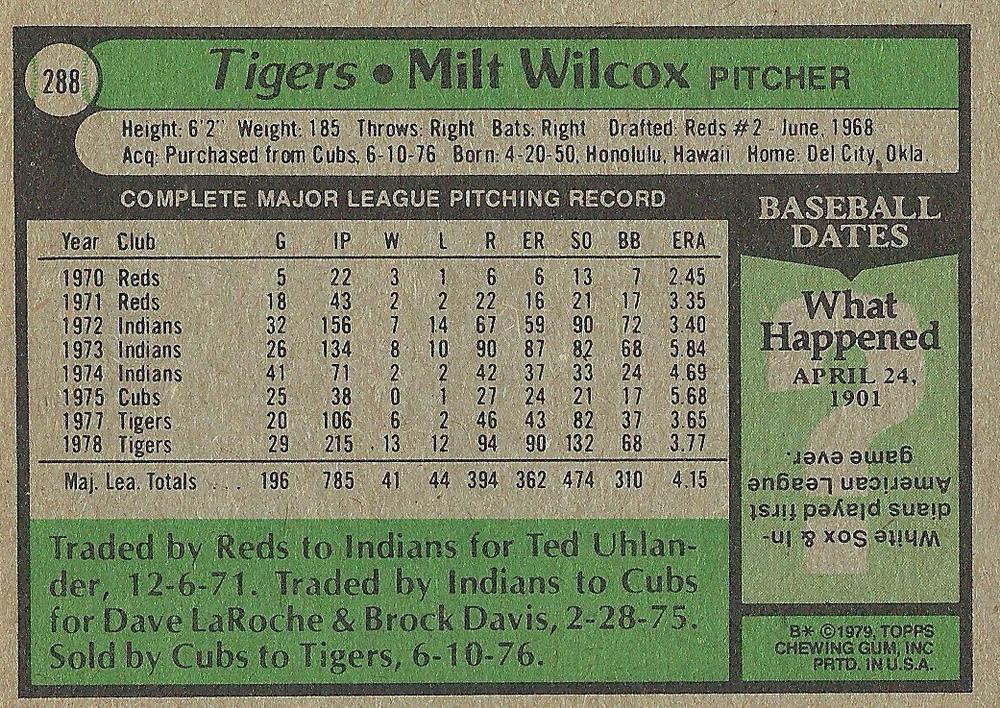 288
Tigers • Milt Wilcox PITCHER
Height: 6'2" Weight: 185 Throws: Right Bats: Right Drafted: Reds #2 - June, 1968
Acq: Purchased from Cubs, 6-10-76 Born: 4-20-50, Honolulu, Hawaii Home: Del City, Okla.
COMPLETE MAJOR LEAGUE PITCHING RECORD
Year Club G IP W L R ER SO BB ERA
1970 Reds 5 22 3 1 6 6 13 7 2.45
1971 Reds 18 43 2 2 22 16 21 17 3.35
1972 Indians 32 156 7 14 67 59 90 72 3.40
1973 Indians 26 134 8 10 90 87 82 68 5.84
1974 Indians 41 71 2 2 42 37 33 24 4.69
1975 Cubs 25 38 0 1 27 24 21 17 5.68
1977 Tigers 20 106 6 2 46 43 82 37 3.65
1978 Tigers 29 215 13 12 94 90 132 68 3.77
Maj. Lea. Totals ... 196 785 41 44 394 362 474 310 4.15
Traded by Reds to Indians for Ted Uhlan-
der, 12-6-71. Traded by Indians to Cubs
for Dave LaRoche & Brock Davis, 2-28-75.
Sold by Cubs to Tigers, 6-10-76.
BASEBALL
DATES
What
Happened
APRIL 24,
1901
White Sox & In-
dians played first
American League
game ever.
B* ©1979, TOPPS
CHEWING GUM, INC
PRTD. IN U.S.A.